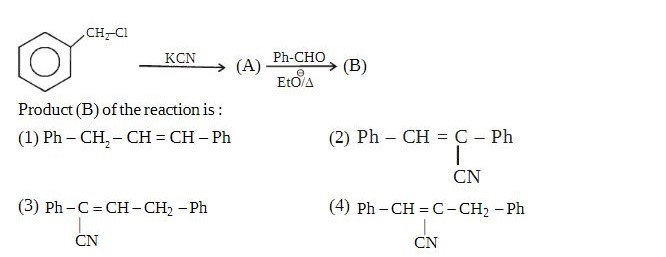 CH₂–Cl
KCN
(A)
Ph-CHO
EtO⊖/Δ
(B)
Product (B) of the reaction is :
(1) Ph – CH₂ – CH = CH – Ph
(2) Ph – CH = C – Ph
CN
(3) Ph – C = CH – CH₂ – Ph
CN
(4) Ph – CH = C – CH₂ – Ph
CN